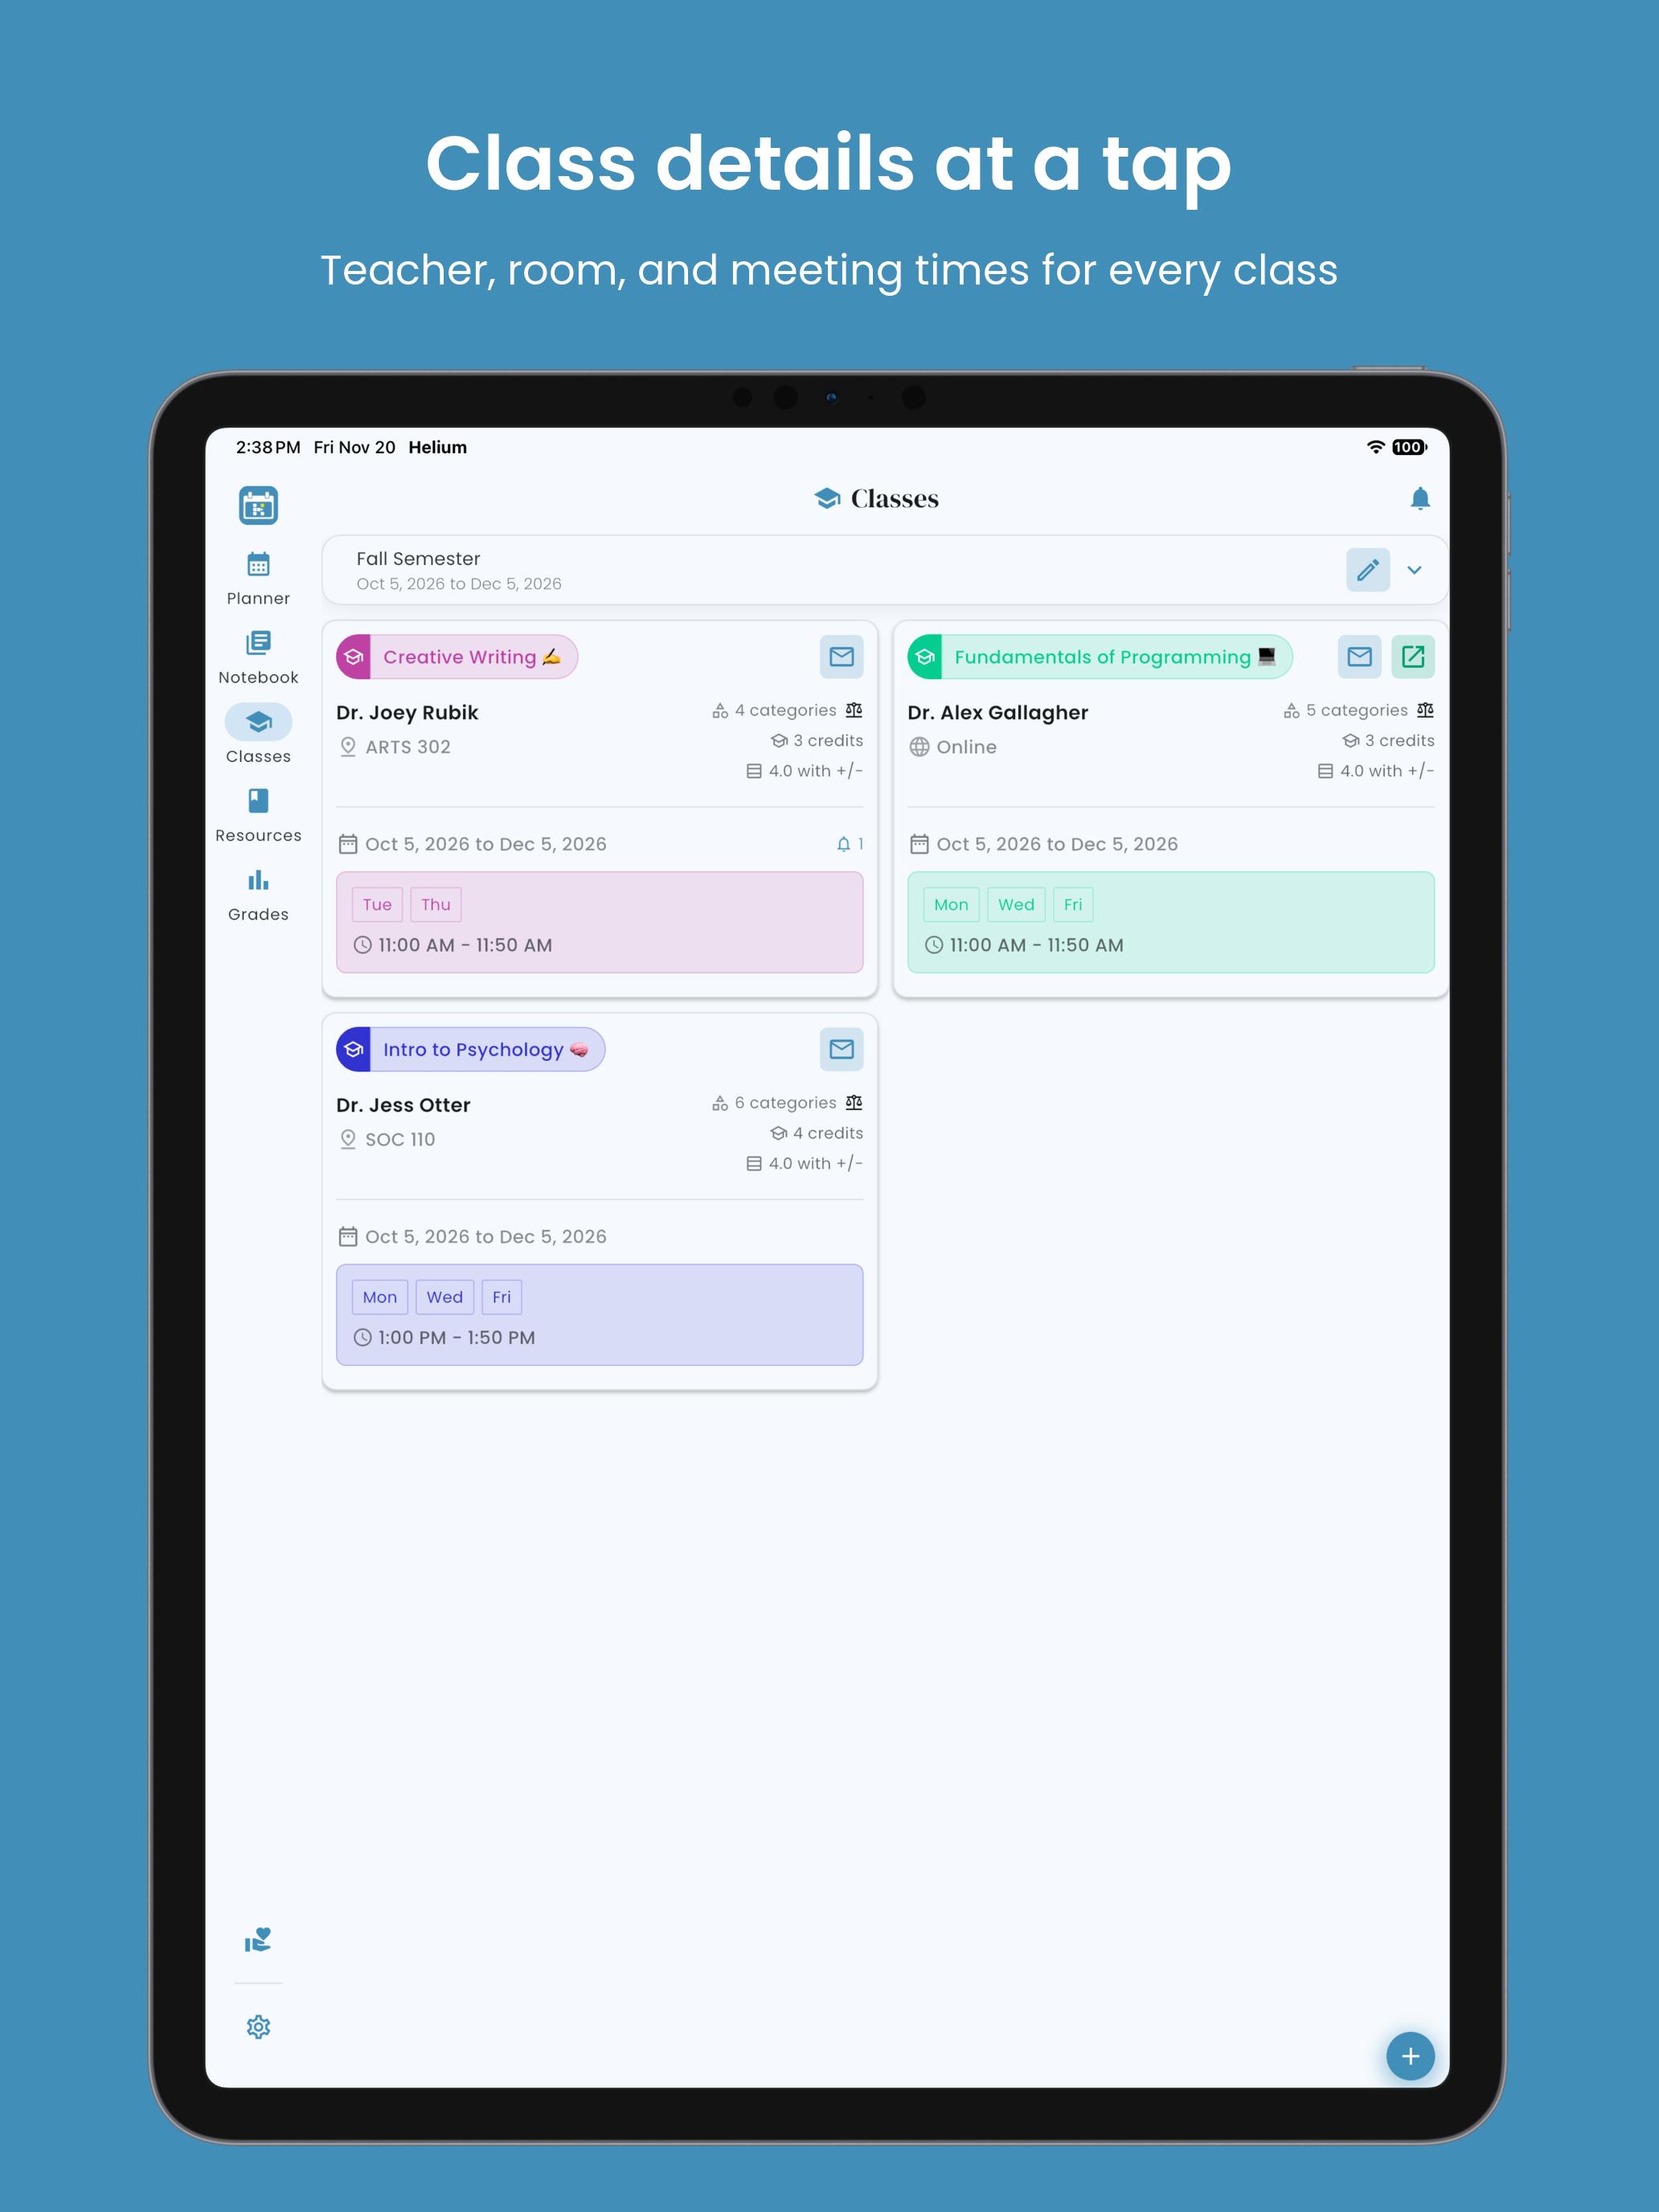 Class details at a tap
Teacher, room, and meeting times for every class
2:38 PM Fri Nov 20 Helium
100
Classes
Planner
Notebook
Classes
Resources
Grades
Fall Semester
Oct 5, 2026 to Dec 5, 2026
Creative Writing ✍️
Dr. Joey Rubik
ARTS 302
4 categories
3 credits
4.0 with +/-
Oct 5, 2026 to Dec 5, 2026
1
Tue Thu
11:00 AM - 11:50 AM
Fundamentals of Programming 💻
Dr. Alex Gallagher
Online
5 categories
3 credits
4.0 with +/-
Oct 5, 2026 to Dec 5, 2026
Mon Wed Fri
11:00 AM - 11:50 AM
Intro to Psychology 🧠
Dr. Jess Otter
SOC 110
6 categories
4 credits
4.0 with +/-
Oct 5, 2026 to Dec 5, 2026
Mon Wed Fri
1:00 PM - 1:50 PM